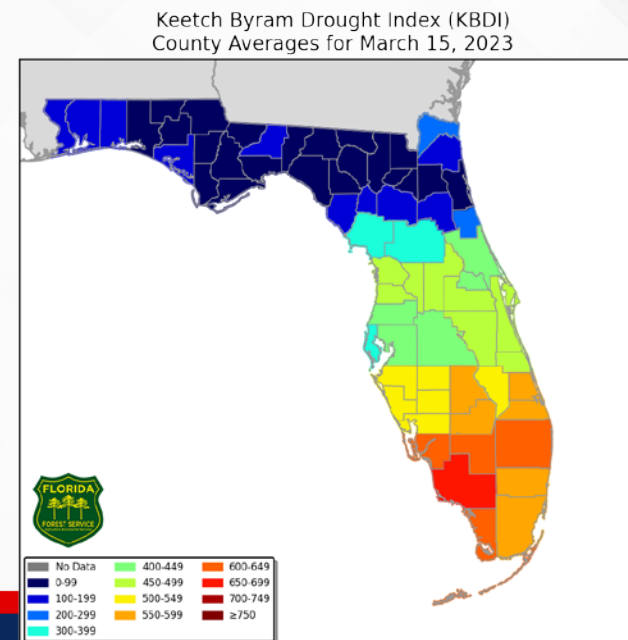 Keetch Byram Drought Index (KBDI)
County Averages for March 15, 2023
FLORIDA
FOREST SERVICE
No Data
0-99
100-199
200-299
300-399
400-449
450-499
500-549
550-599
600-649
650-699
700-749
≥750